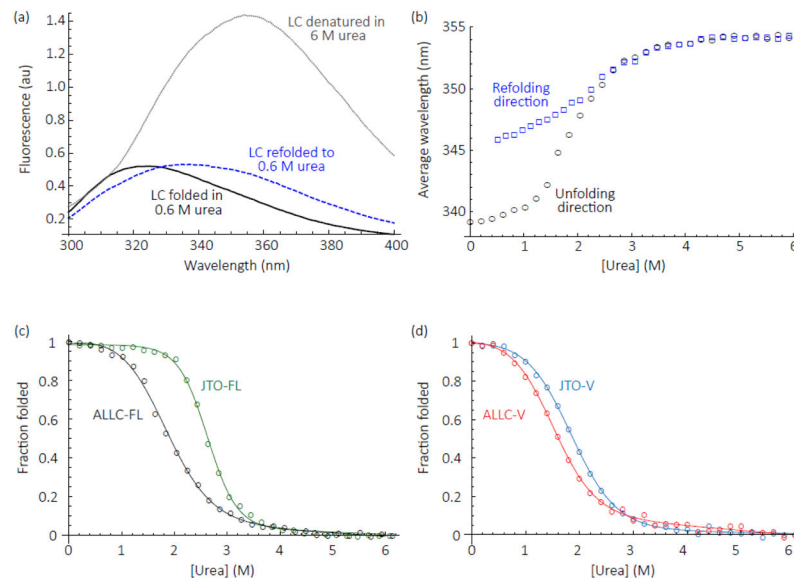 (a)
LC denatured in
6 M urea
1.4
1.2
1.0
0.8
0.6
0.4
0.2
Fluorescence (au)
LC refolded to
0.6 M urea
LC folded in
0.6 M urea
300
320
340
360
380
400
Wavelength (nm)
(b)
355
350
345
340
Average wavelength (nm)
Refolding
direction
Unfolding
direction
0
1
2
3
4
5
6
[Urea] (M)
(c)
1
0.8
0.6
0.4
0.2
0
Fraction folded
JTO-FL
ALLC-FL
0
1
2
3
4
5
6
[Urea] (M)
(d)
1
0.8
0.6
0.4
0.2
0
Fraction folded
JTO-V
ALLC-V
0
1
2
3
4
5
6
[Urea] (M)